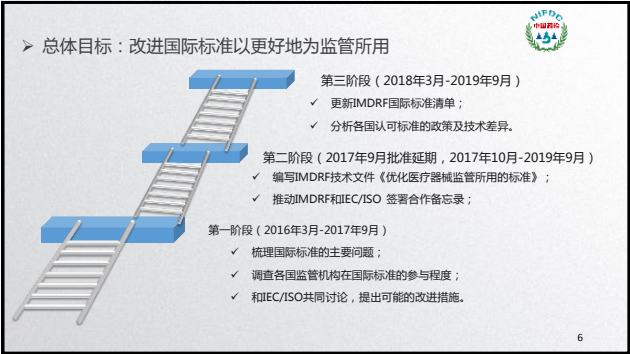 NIFDC
中国药检
➢ 总体目标：改进国际标准以更好地为监管所用
第三阶段（2018年3月-2019年9月）
✓ 更新IMDRF国际标准清单；
✓ 分析各国认可标准的政策及技术差异。
第二阶段（2017年9月批准延期，2017年10月-2019年9月）
✓ 编写IMDRF技术文件《优化医疗器械监管所用的标准》；
✓ 推动IMDRF和IEC/ISO 签署合作备忘录；
第一阶段（2016年3月-2017年9月）
✓ 梳理国际标准的主要问题；
✓ 调查各国监管机构在国际标准的参与程度；
✓ 和IEC/ISO共同讨论，提出可能的改进措施。
6